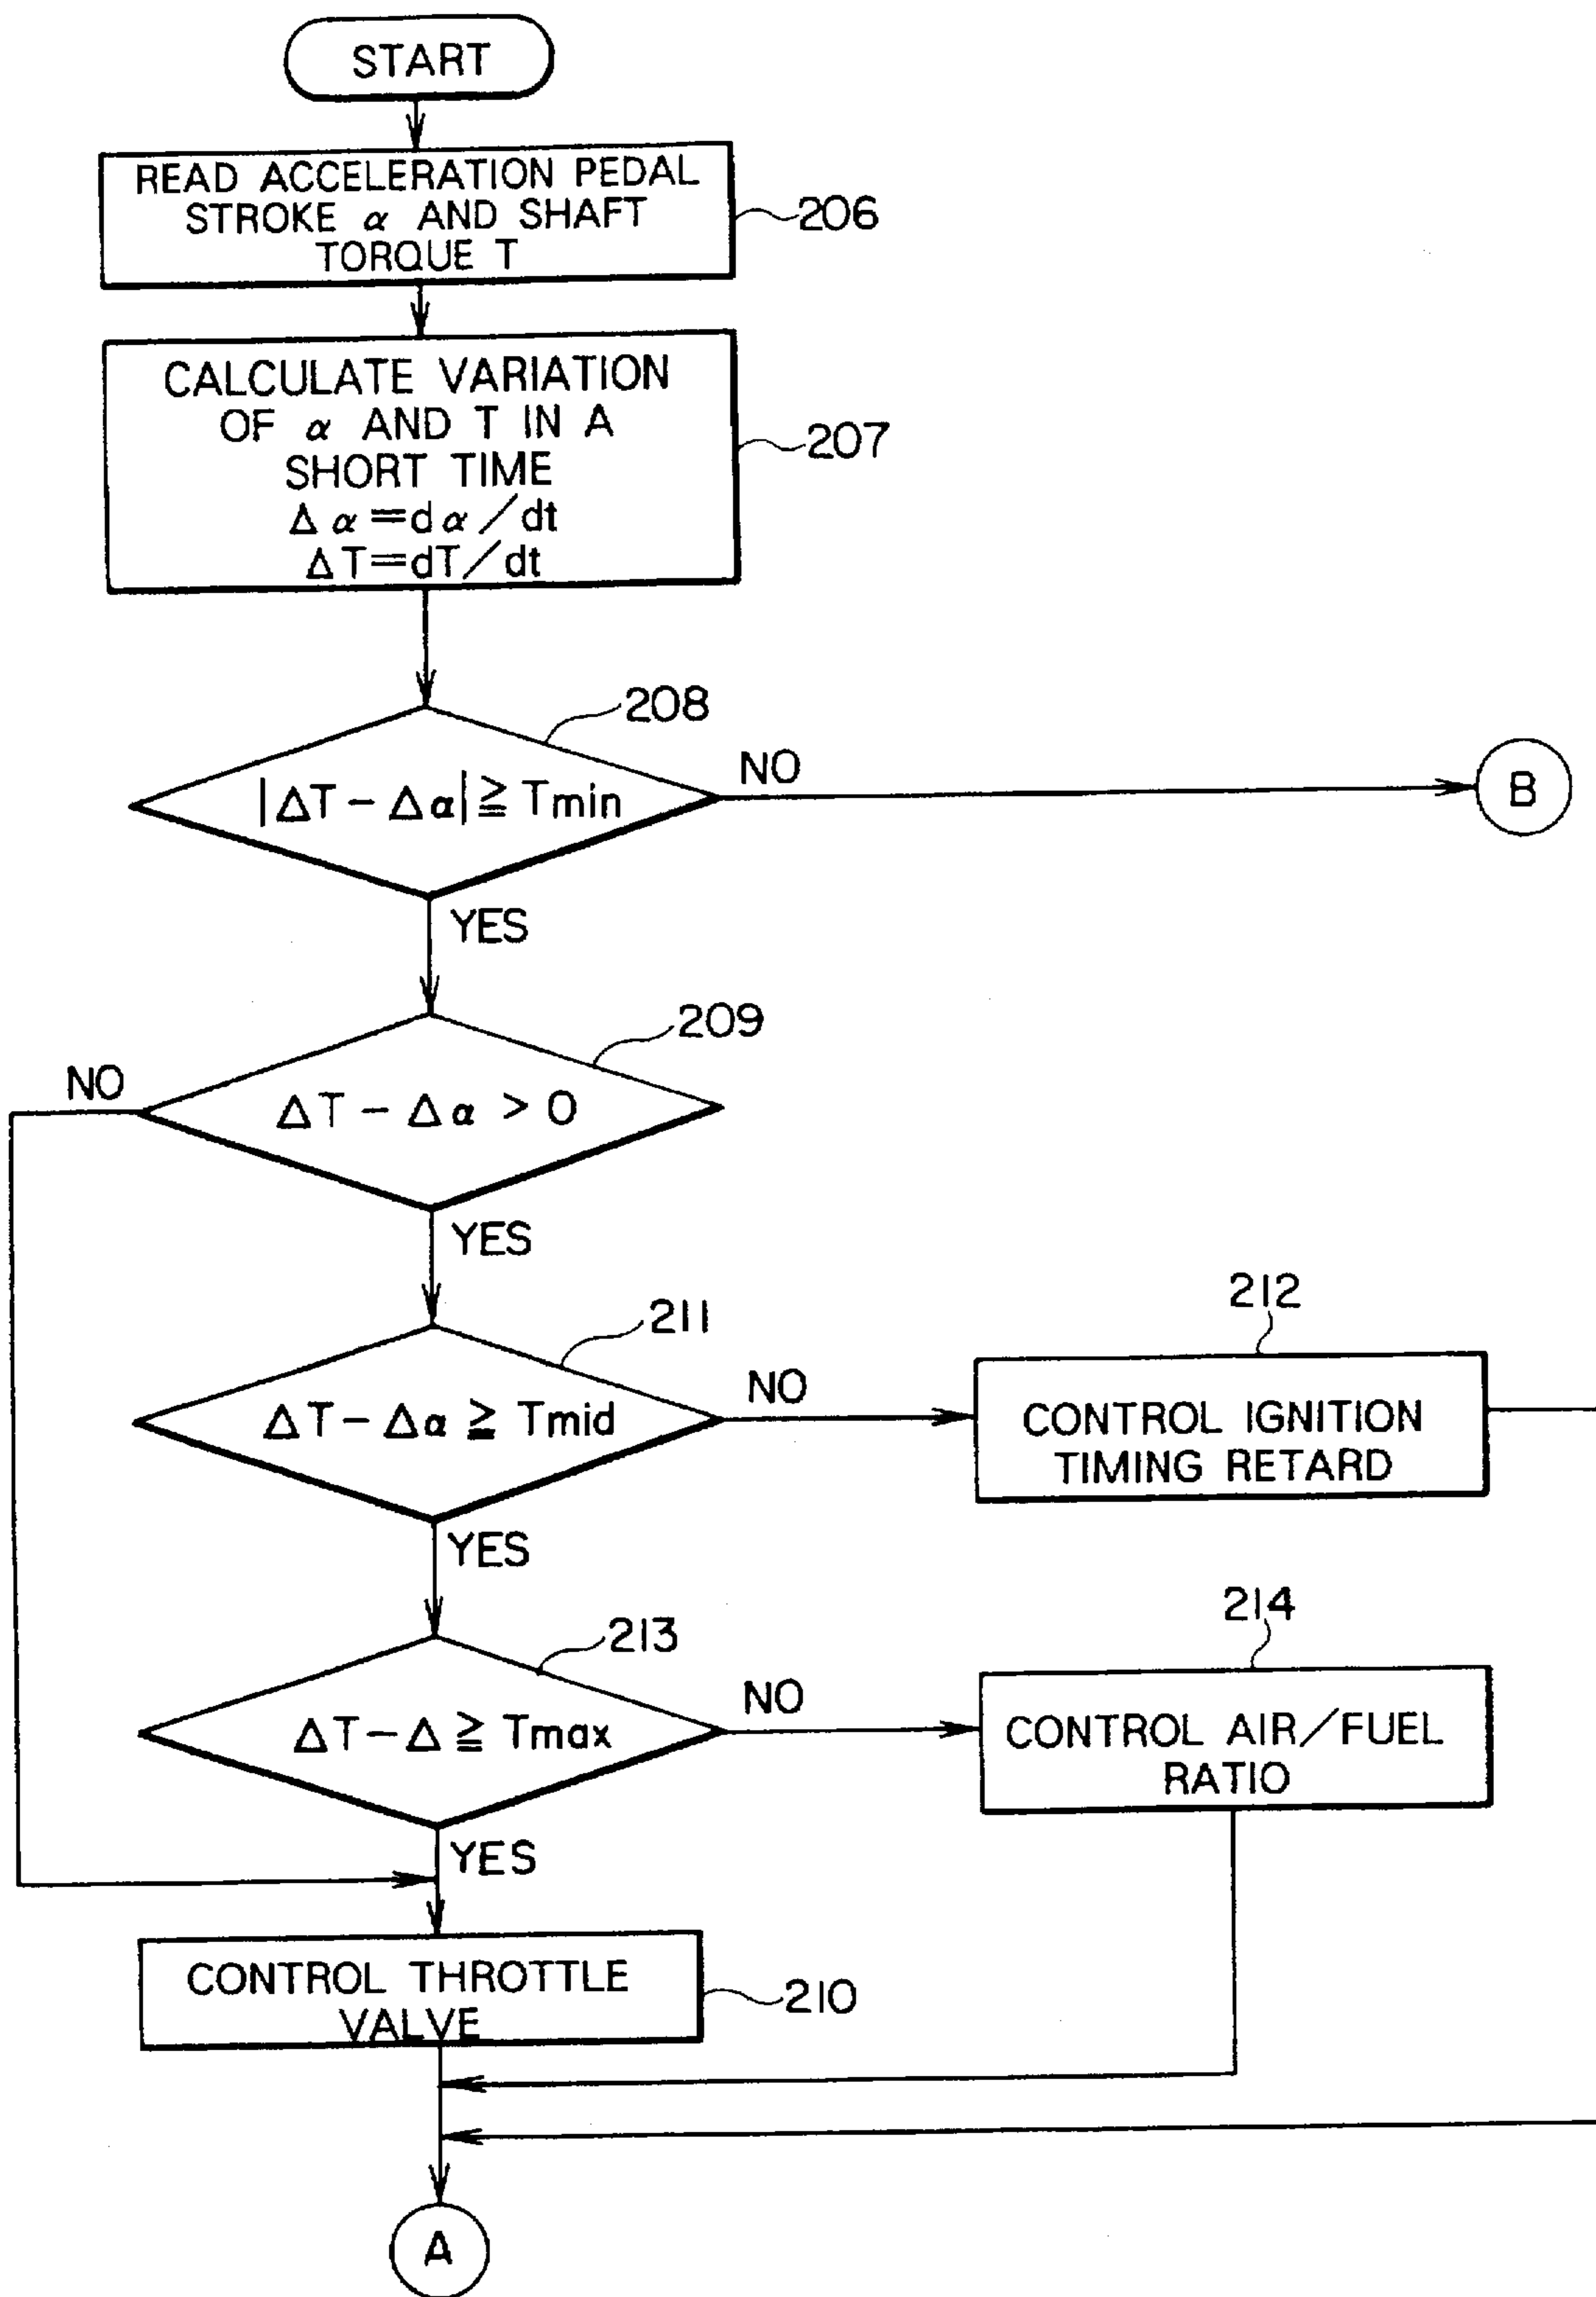 START
READ ACCELERATION PEDAL
STROKE α AND SHAFT
TORQUE T
206
CALCULATE VARIATION
OF α AND T IN A
SHORT TIME
Δα=dα/dt
ΔT=dT/dt
207
208
|ΔT-Δα|≧Tmin
NO
B
YES
209
NO
ΔT-Δα>0
YES
211
ΔT-Δα≧Tmid
NO
212
CONTROL IGNITION
TIMING RETARD
YES
213
ΔT-Δ≧Tmax
NO
214
CONTROL AIR/FUEL
RATIO
YES
CONTROL THROTTLE
VALVE
210
A